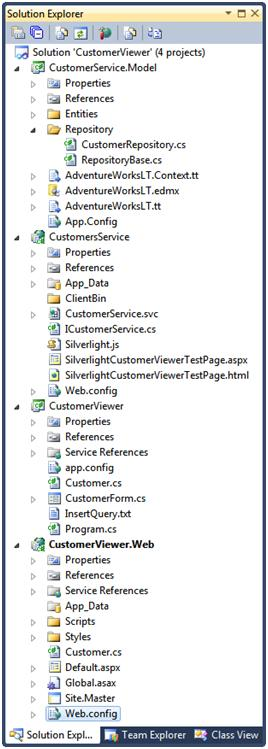 Solution Explorer
Solution 'CustomerViewer' (4 projects)
CustomerService.Model
Properties
References
Entities
Repository
CustomerRepository.cs
RepositoryBase.cs
AdventureWorksLT.Context.tt
AdventureWorksLT.edmx
AdventureWorksLT.tt
App.Config
CustomersService
Properties
References
App_Data
ClientBin
CustomerService.svc
ICustomerService.cs
Silverlight.js
SilverlightCustomerViewerTestPage.aspx
SilverlightCustomerViewerTestPage.html
Web.config
CustomerViewer
Properties
References
Service References
app.config
Customer.cs
CustomerForm.cs
InsertQuery.txt
Program.cs
CustomerViewer.Web
Properties
References
Service References
App_Data
Scripts
Styles
Customer.cs
Default.aspx
Global.asax
Site.Master
Web.config
Solution Expl... Team Explorer Class View